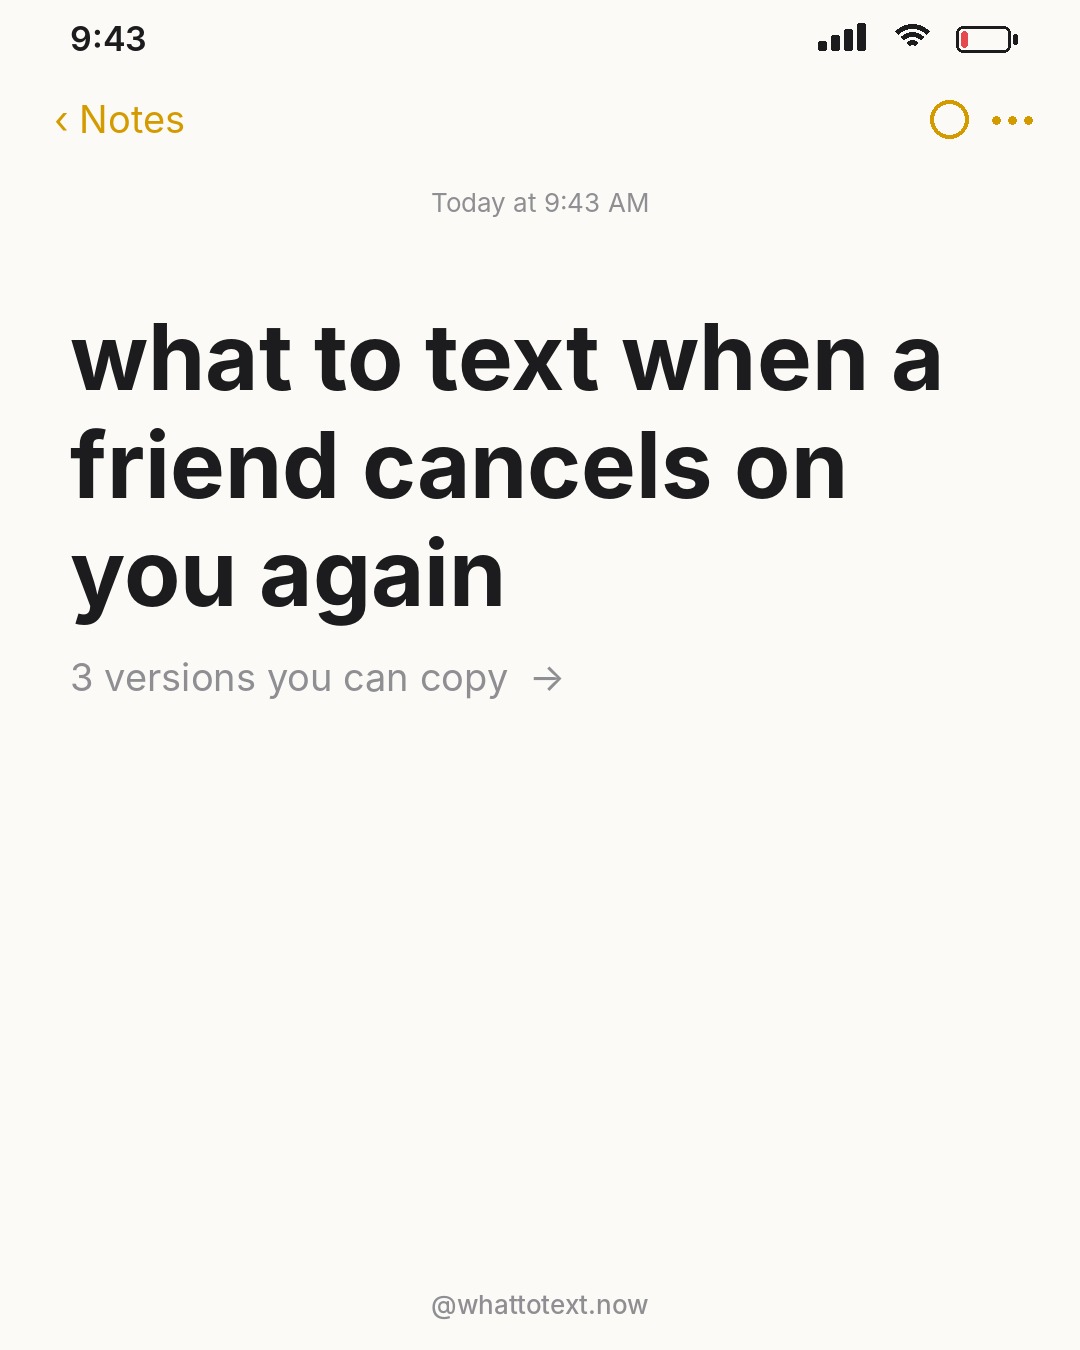 9:43
‹ Notes
Today at 9:43 AM
what to text when a
friend cancels on
you again
3 versions you can copy →
@whattotext.now